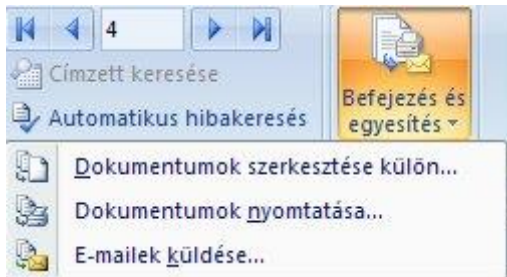 4
Címzett keresése
Automatikus hibakeresés
Befejezés és
egyesítés
Dokumentumok szerkesztése külön...
Dokumentumok nyomtatása...
E-mailek küldése...